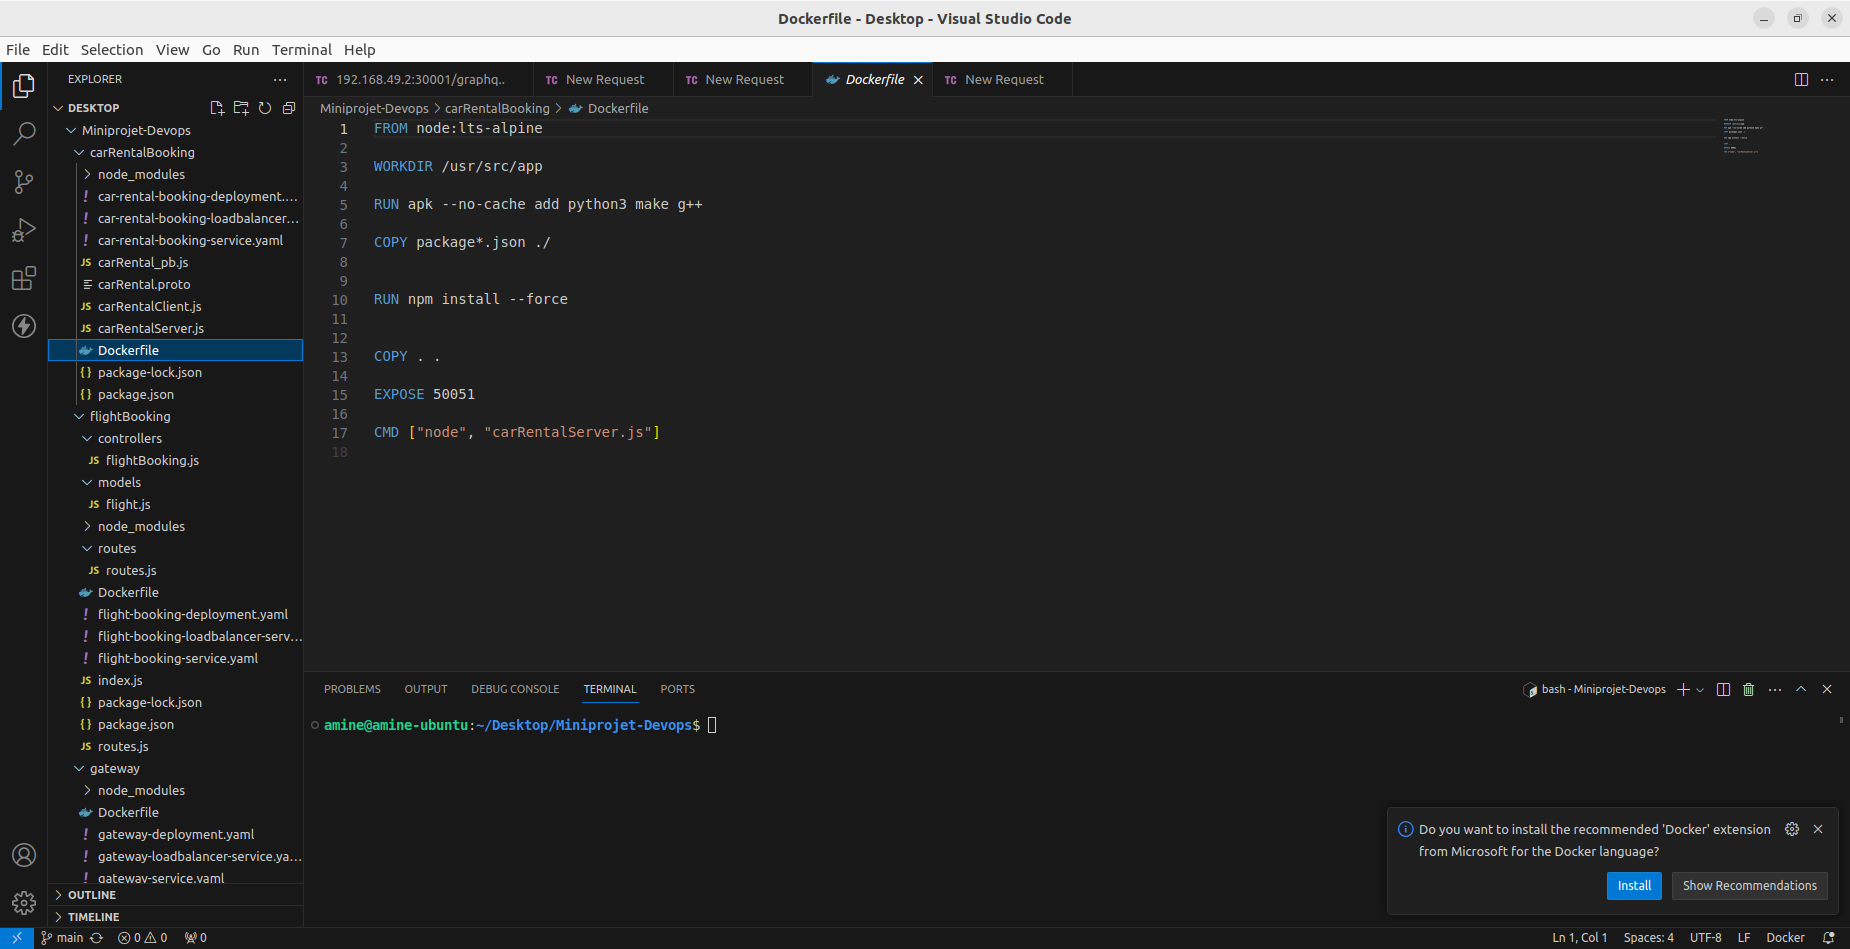 Dockerfile - Desktop - Visual Studio Code
File Edit Selection View Go Run Terminal Help
EXPLORER
DESKTOP
Miniprojet-Devops
carRentalBooking
node_modules
! car-rental-booking-deployment....
! car-rental-booking-loadbalancer...
! car-rental-booking-service.yaml
JS carRental_pb.js
carRental.proto
JS carRentalClient.js
JS carRentalServer.js
Dockerfile
{} package-lock.json
{} package.json
flightBooking
controllers
JS flightBooking.js
models
JS flight.js
node_modules
routes
JS routes.js
Dockerfile
! flight-booking-deployment.yaml
! flight-booking-loadbalancer-serv...
! flight-booking-service.yaml
JS index.js
{} package-lock.json
{} package.json
JS routes.js
gateway
node_modules
Dockerfile
! gateway-deployment.yaml
! gateway-loadbalancer-service.ya...
! gateway-service.yaml
OUTLINE
TIMELINE
TC 192.168.49.2:30001/graphq.. TC New Request TC New Request Dockerfile TC New Request
Miniprojet-Devops > carRentalBooking > Dockerfile
1 FROM node:lts-alpine
2
3 WORKDIR /usr/src/app
4
5 RUN apk --no-cache add python3 make g++
6
7 COPY package*.json ./
8
9
10 RUN npm install --force
11
12
13 COPY . .
14
15 EXPOSE 50051
16
17 CMD ["node", "carRentalServer.js"]
18
PROBLEMS OUTPUT DEBUG CONSOLE TERMINAL PORTS
bash - Miniprojet-Devops
amine@amine-ubuntu:~/Desktop/Miniprojet-Devops$
Do you want to install the recommended 'Docker' extension
from Microsoft for the Docker language?
Install Show Recommendations
main 0 0 0
Ln 1, Col 1 Spaces: 4 UTF-8 LF Docker